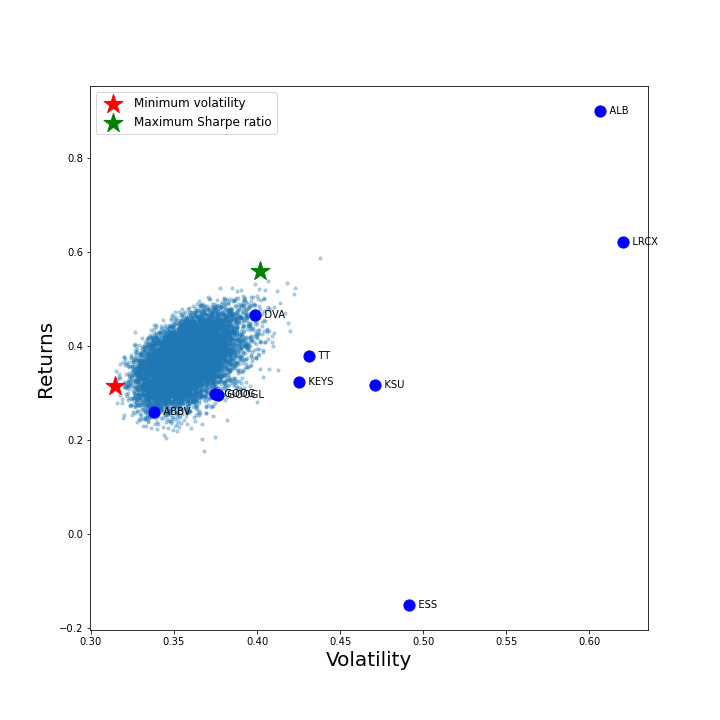 Minimum volatility
Maximum Sharpe ratio
ALB
0.8
0.6
LRCX
DVA
0.4
TT
KEYS
KSU
GOOG
GOOGL
ABBV
0.2
0.0
ESS
−0.2
0.30 0.35 0.40 0.45 0.50 0.55 0.60
Volatility
Returns